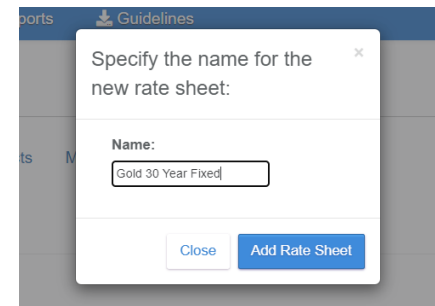 ports Guidelines
Specify the name for the
new rate sheet:
×
Name:
ts M
Gold 30 Year Fixed
Close Add Rate Sheet